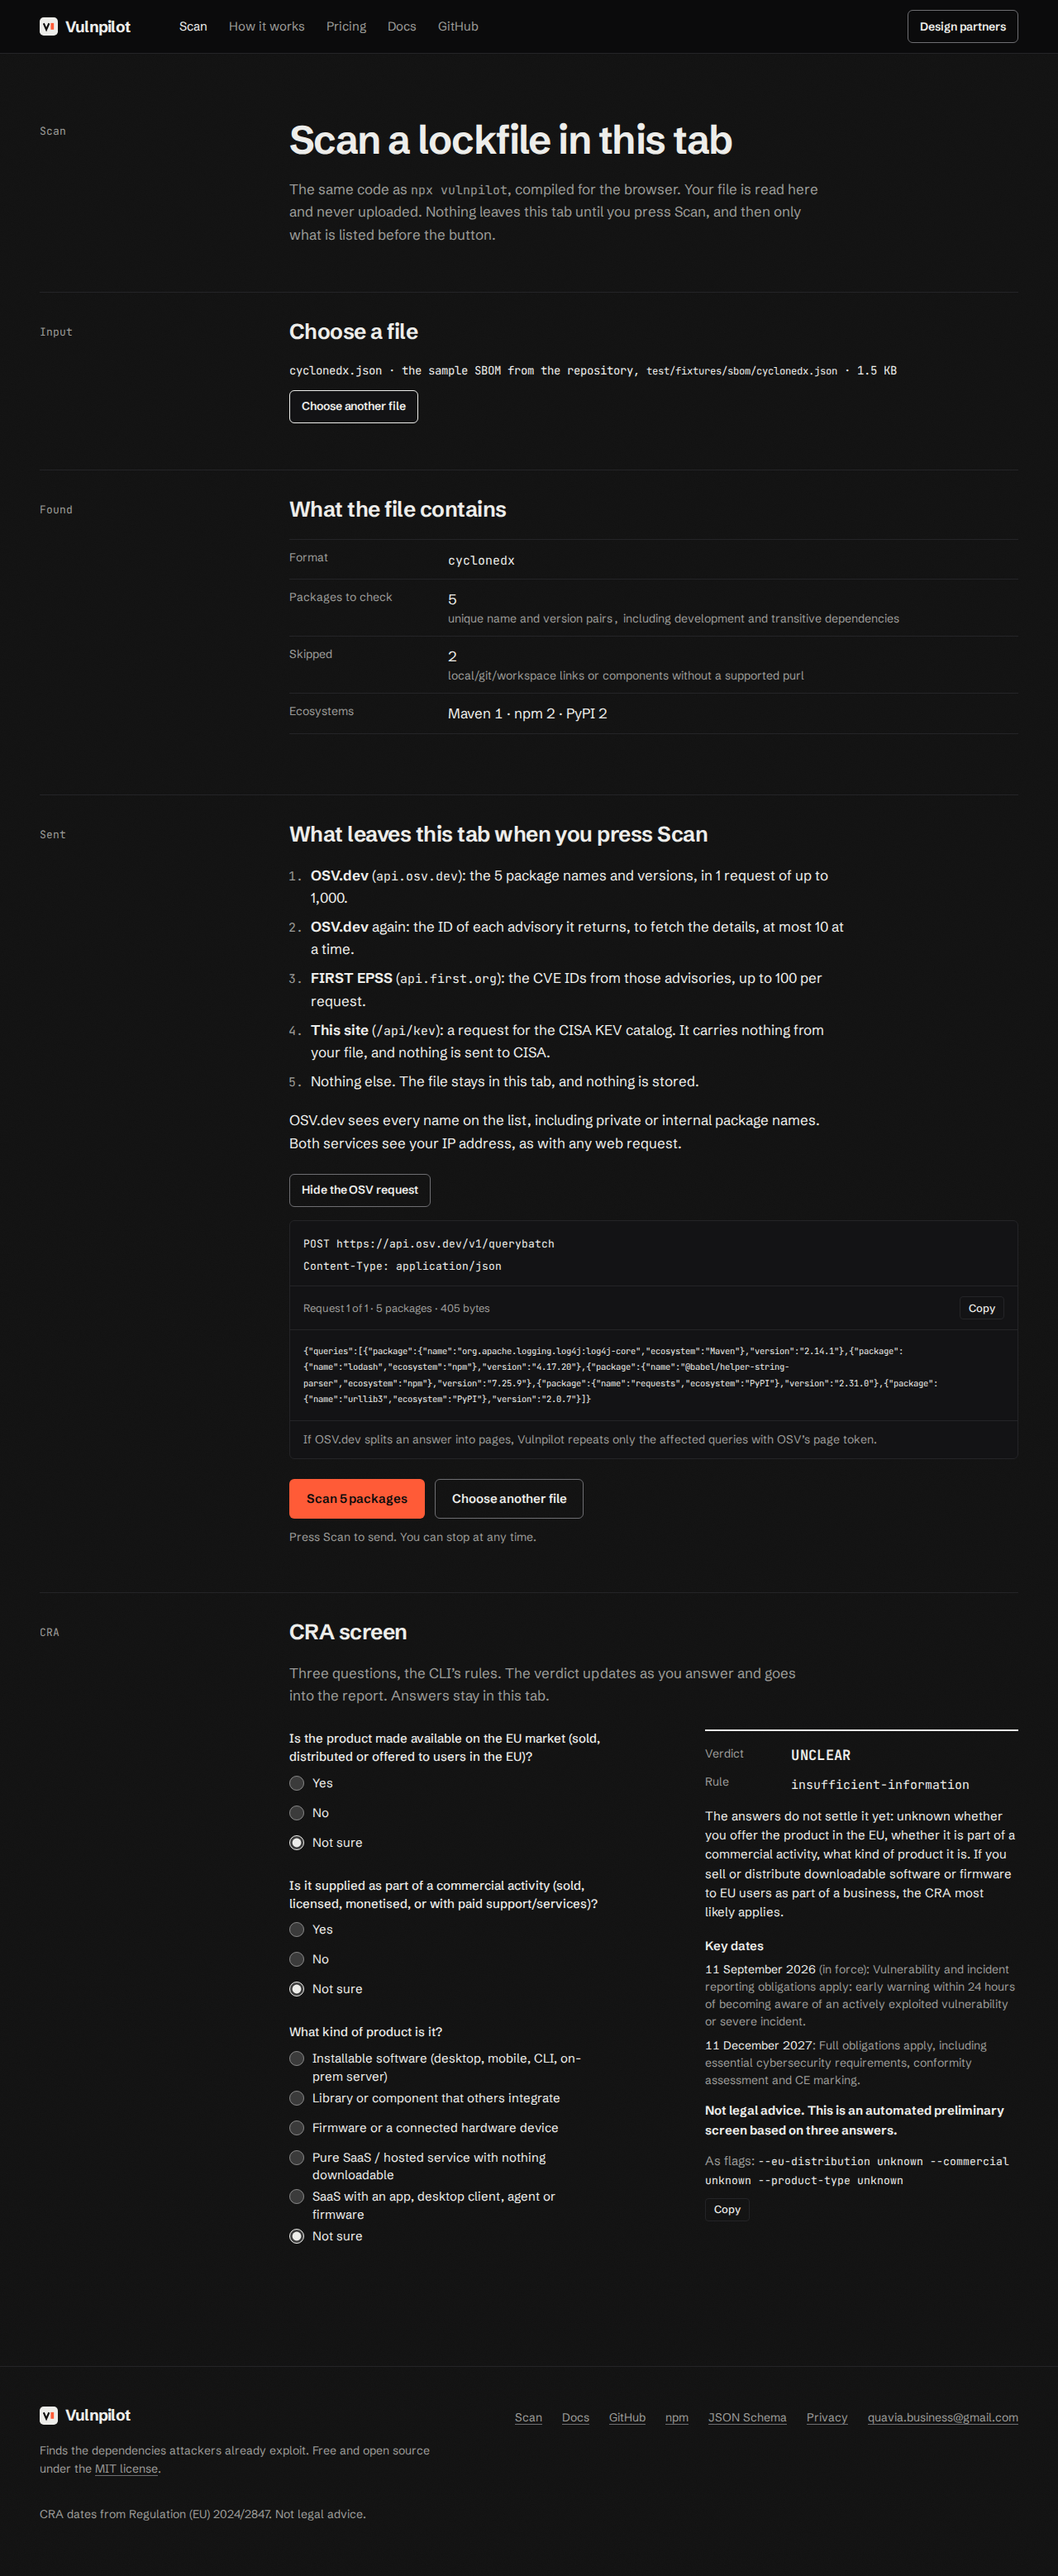 Vulnpilot
Scan
How it works
Pricing
Docs
GitHub
Design partners
Scan
Scan a lockfile in this tab
The same code as npx vulnpilot, compiled for the browser. Your file is read here
and never uploaded. Nothing leaves this tab until you press Scan, and then only
what is listed before the button.
Input
Choose a file
cyclonedx.json · the sample SBOM from the repository, test/fixtures/sbom/cyclonedx.json · 1.5 KB
Choose another file
Found
What the file contains
Format
cyclonedx
Packages to check
5
unique name and version pairs, including development and transitive dependencies
Skipped
2
local/git/workspace links or components without a supported purl
Ecosystems
Maven 1 · npm 2 · PyPI 2
Sent
What leaves this tab when you press Scan
1. OSV.dev (api.osv.dev): the 5 package names and versions, in 1 request of up to
1,000.
2. OSV.dev again: the ID of each advisory it returns, to fetch the details, at most 10 at
a time.
3. FIRST EPSS (api.first.org): the CVE IDs from those advisories, up to 100 per
request.
4. This site (/api/kev): a request for the CISA KEV catalog. It carries nothing from
your file, and nothing is sent to CISA.
5. Nothing else. The file stays in this tab, and nothing is stored.
OSV.dev sees every name on the list, including private or internal package names.
Both services see your IP address, as with any web request.
Hide the OSV request
POST https://api.osv.dev/v1/querybatch
Content-Type: application/json
Request 1 of 1 · 5 packages · 405 bytes
Copy
{"queries":[{"package":{"name":"org.apache.logging.log4j:log4j-core","ecosystem":"Maven"},"version":"2.14.1"},{"package":
{"name":"lodash","ecosystem":"npm"},"version":"4.17.20"},{"package":{"name":"@babel/helper-string-
parser","ecosystem":"npm"},"version":"7.25.9"},{"package":{"name":"requests","ecosystem":"PyPI"},"version":"2.31.0"},{"package":
{"name":"urllib3","ecosystem":"PyPI"},"version":"2.0.7"}]}
If OSV.dev splits an answer into pages, Vulnpilot repeats only the affected queries with OSV's page token.
Scan 5 packages
Choose another file
Press Scan to send. You can stop at any time.
CRA
CRA screen
Three questions, the CLI's rules. The verdict updates as you answer and goes
into the report. Answers stay in this tab.
Is the product made available on the EU market (sold,
distributed or offered to users in the EU)?
Yes
No
Not sure
Is it supplied as part of a commercial activity (sold,
licensed, monetised, or with paid support/services)?
Yes
No
Not sure
What kind of product is it?
Installable software (desktop, mobile, CLI, on-
prem server)
Library or component that others integrate
Firmware or a connected hardware device
Pure SaaS / hosted service with nothing
downloadable
SaaS with an app, desktop client, agent or
firmware
Not sure
Verdict
UNCLEAR
Rule
insufficient-information
The answers do not settle it yet: unknown whether
you offer the product in the EU, whether it is part of a
commercial activity, what kind of product it is. If you
sell or distribute downloadable software or firmware
to EU users as part of a business, the CRA most
likely applies.
Key dates
11 September 2026 (in force): Vulnerability and incident
reporting obligations apply: early warning within 24 hours
of becoming aware of an actively exploited vulnerability
or severe incident.
11 December 2027: Full obligations apply, including
essential cybersecurity requirements, conformity
assessment and CE marking.
Not legal advice. This is an automated preliminary
screen based on three answers.
As flags: --eu-distribution unknown --commercial
unknown --product-type unknown
Copy
Vulnpilot
Scan
Docs
GitHub
npm
JSON Schema
Privacy
quavia.business@gmail.com
Finds the dependencies attackers already exploit. Free and open source
under the MIT license.
CRA dates from Regulation (EU) 2024/2847. Not legal advice.